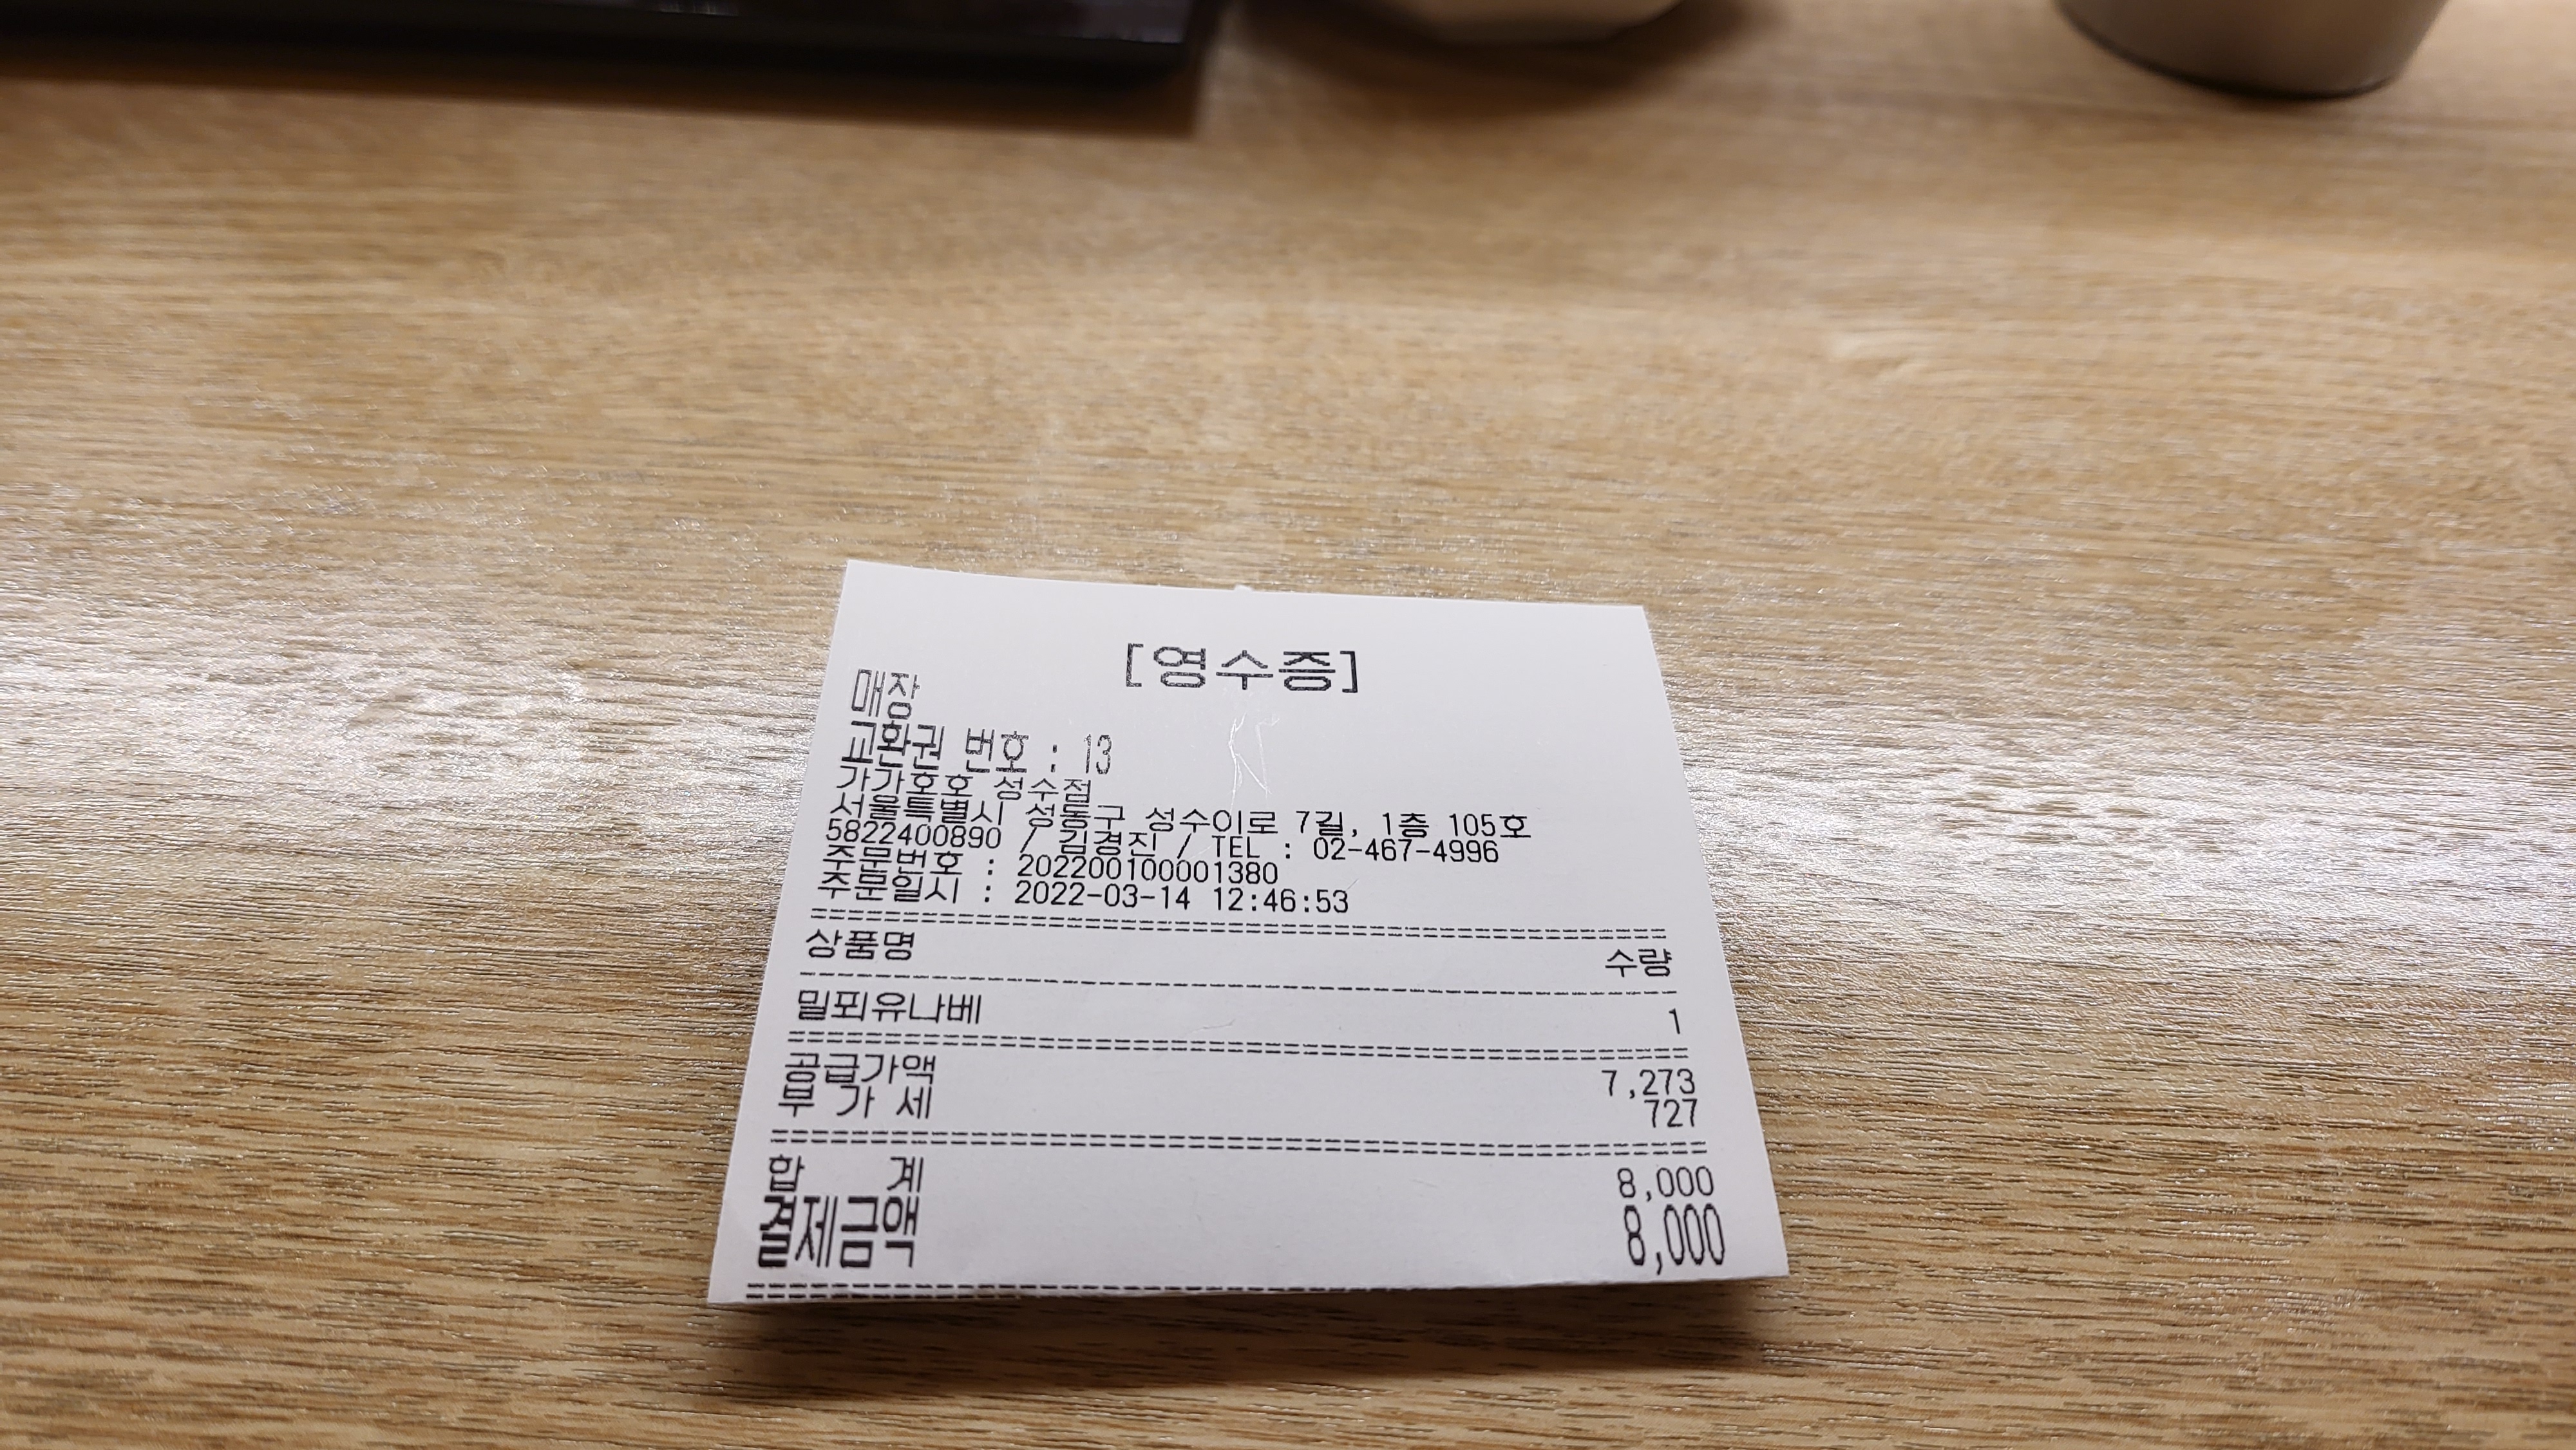 [영수증]
매장
교환권 번호 : 13
가가호호 성수점
서울특별시 성동구 성수이로 7길, 1층 105호
5822400890 / 김경진 / TEL : 02-467-4996
주문번호 : 202200100001380
주문일시 : 2022-03-14 12:46:53
상품명 수량
밀푀유나베 1
공급가액 7,273
부 가 세 727
합 계 8,000
결제금액 8,000